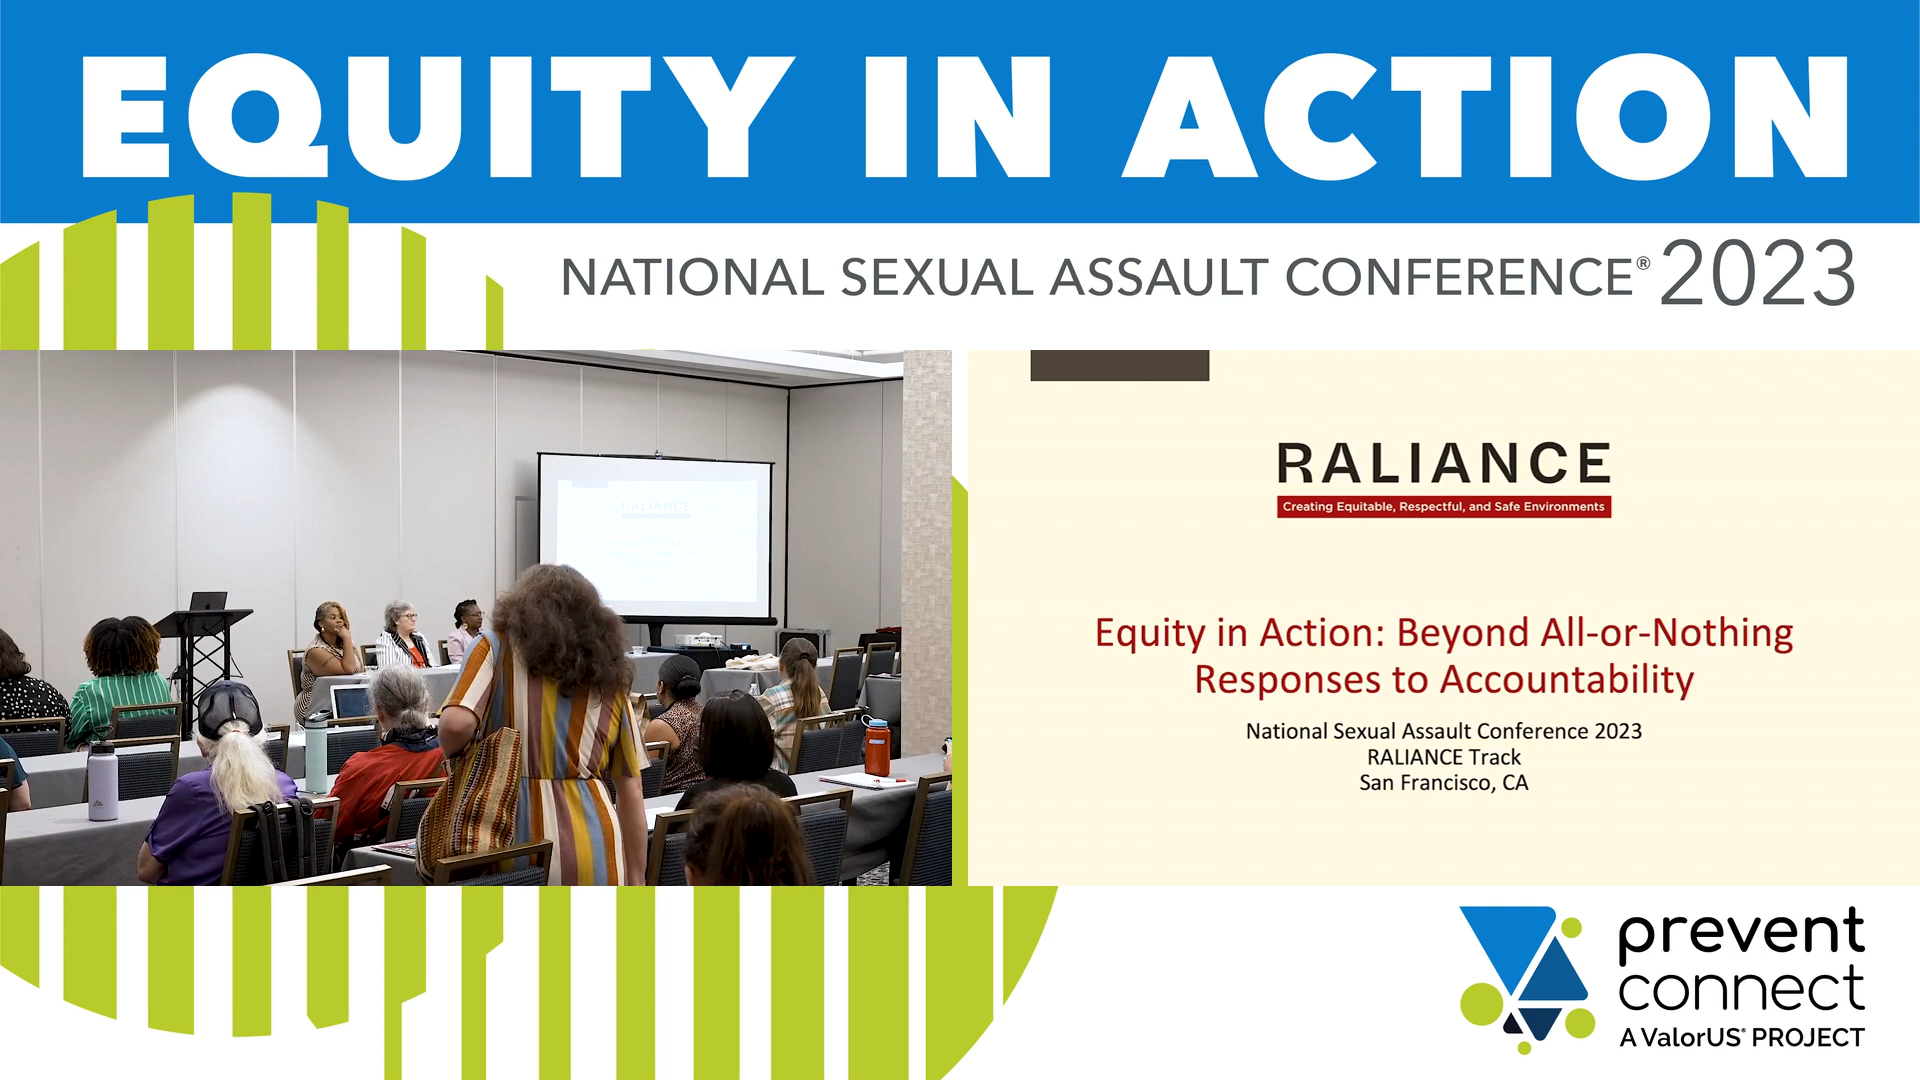 EQUITY IN ACTION
NATIONAL SEXUAL ASSAULT CONFERENCE® 2023
RALIANCE
RALIANCE
Creating Equitable, Respectful, and Safe Environments
Equity in Action: Beyond All-or-Nothing
Responses to Accountability
National Sexual Assault Conference 2023
RALIANCE Track
San Francisco, CA
prevent
connect
A ValorUS® PROJECT